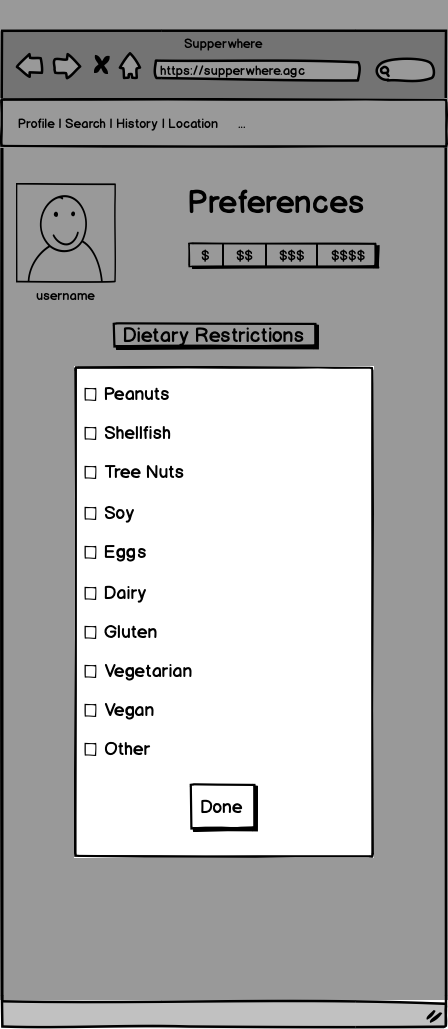 Supperwhere
https://supperwhere.agc
Profile | Search | History | Location ...
Preferences
$ $$ $$$ $$$$
username
Dietary Restrictions
Peanuts
Shellfish
Tree Nuts
Soy
Eggs
Dairy
Gluten
Vegetarian
Vegan
Other
Done